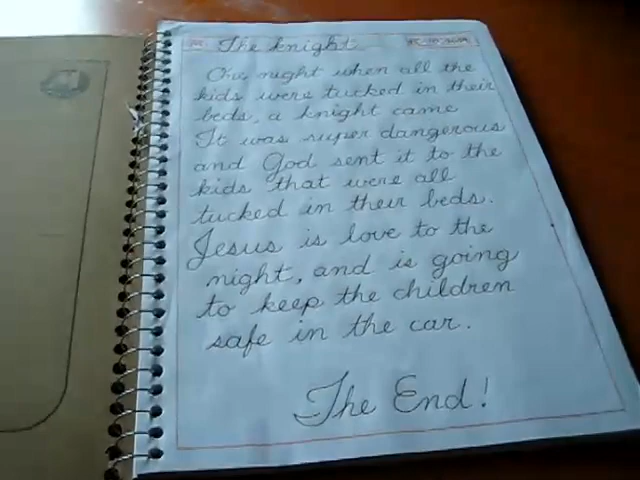 The knight
One night when all the
kids were tucked in their
beds, a knight came
It was super dangerous
and God sent it to the
kids that were all
tucked in their beds.
Jesus is love to the
night, and is going
to keep the children
safe in the car.
The End!